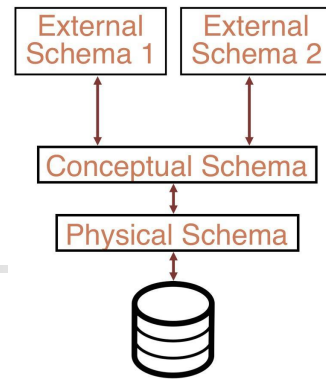 External
Schema 1
External
Schema 2
Conceptual Schema
Physical Schema